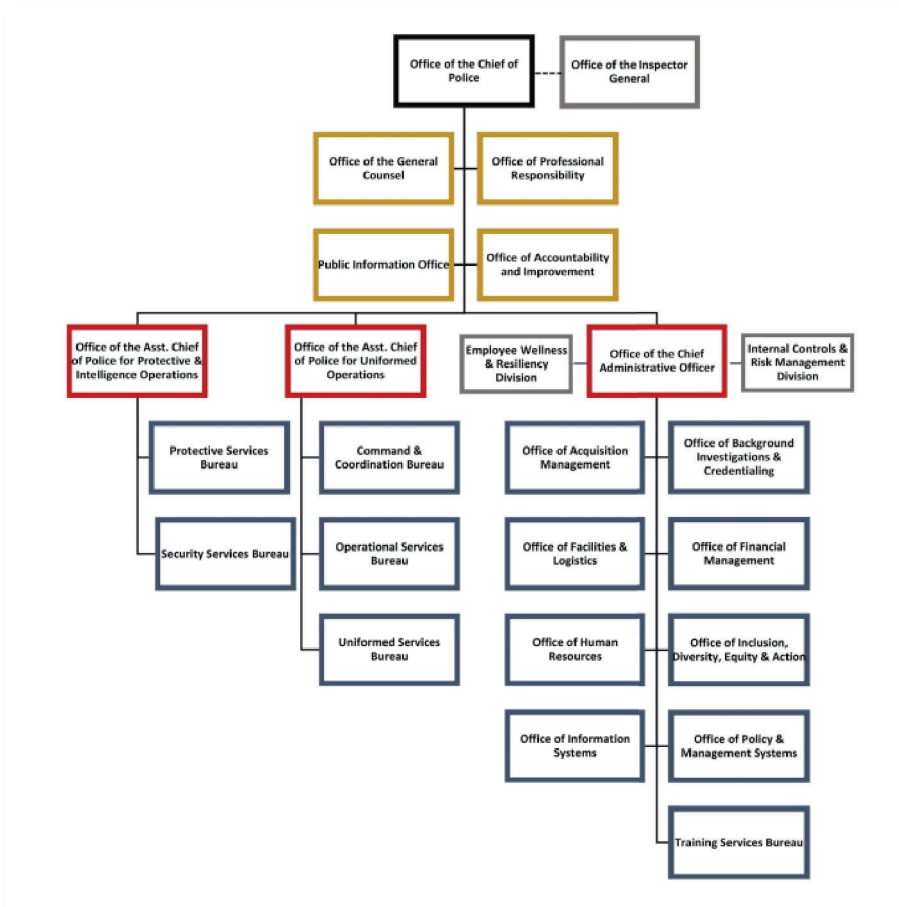 Office of the Chief of
Police
Office of the Inspector
General
Office of the General
Counsel
Office of Professional
Responsibility
Public Information Office
Office of Accountability
and Improvement
Office of the Asst. Chief
of Police for Protective &
Intelligence Operations
Office of the Asst. Chief
of Police for Uniformed
Operations
Employee Wellness
& Resiliency
Division
Office of the Chief
Administrative Officer
Internal Controls &
Risk Management
Division
Protective Services
Bureau
Security Services Bureau
Command &
Coordination Bureau
Operational Services
Bureau
Uniformed Services
Bureau
Office of Acquisition
Management
Office of Background
Investigations &
Credentialing
Office of Facilities &
Logistics
Office of Financial
Management
Office of Human
Resources
Office of Inclusion,
Diversity, Equity & Action
Office of Information
Systems
Office of Policy &
Management Systems
Training Services Bureau